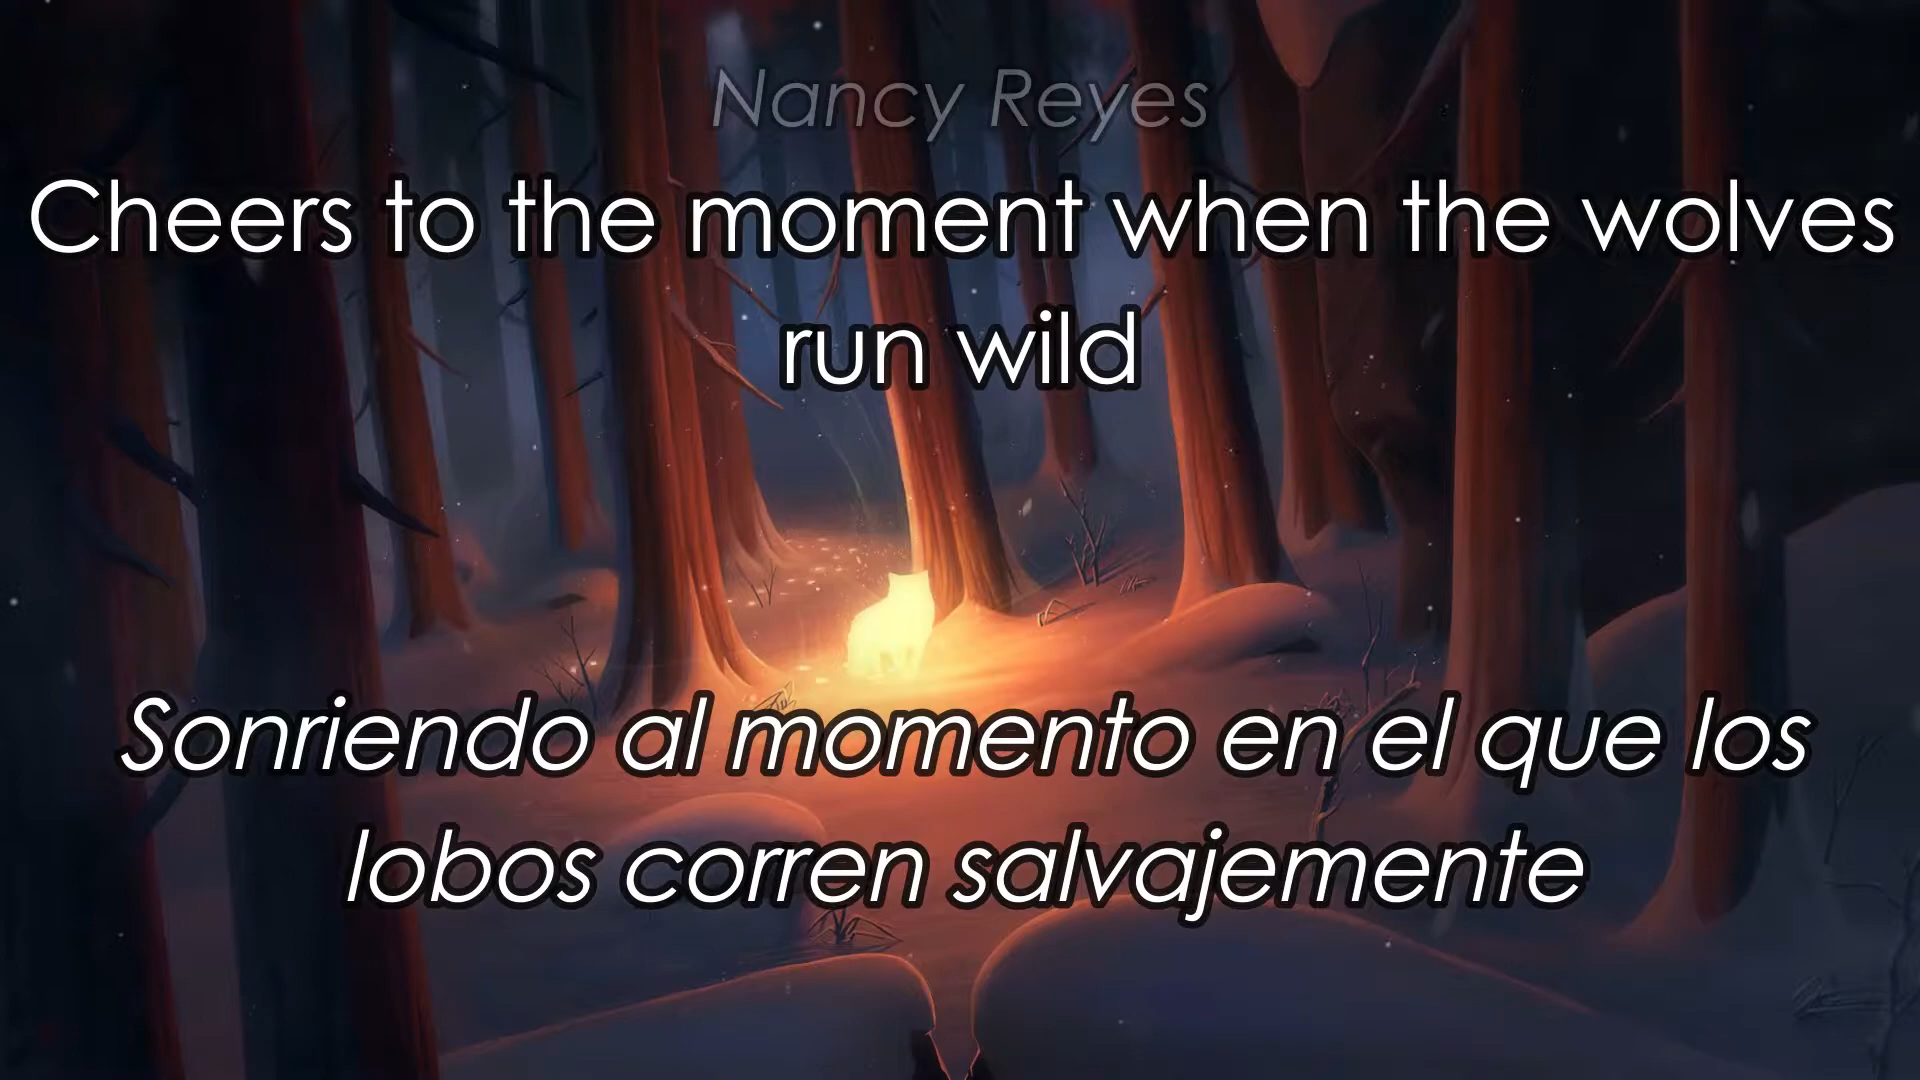 Nancy Reyes
Cheers to the moment when the wolves
run wild
Sonriendo al momento en el que los
lobos corren salvajemente